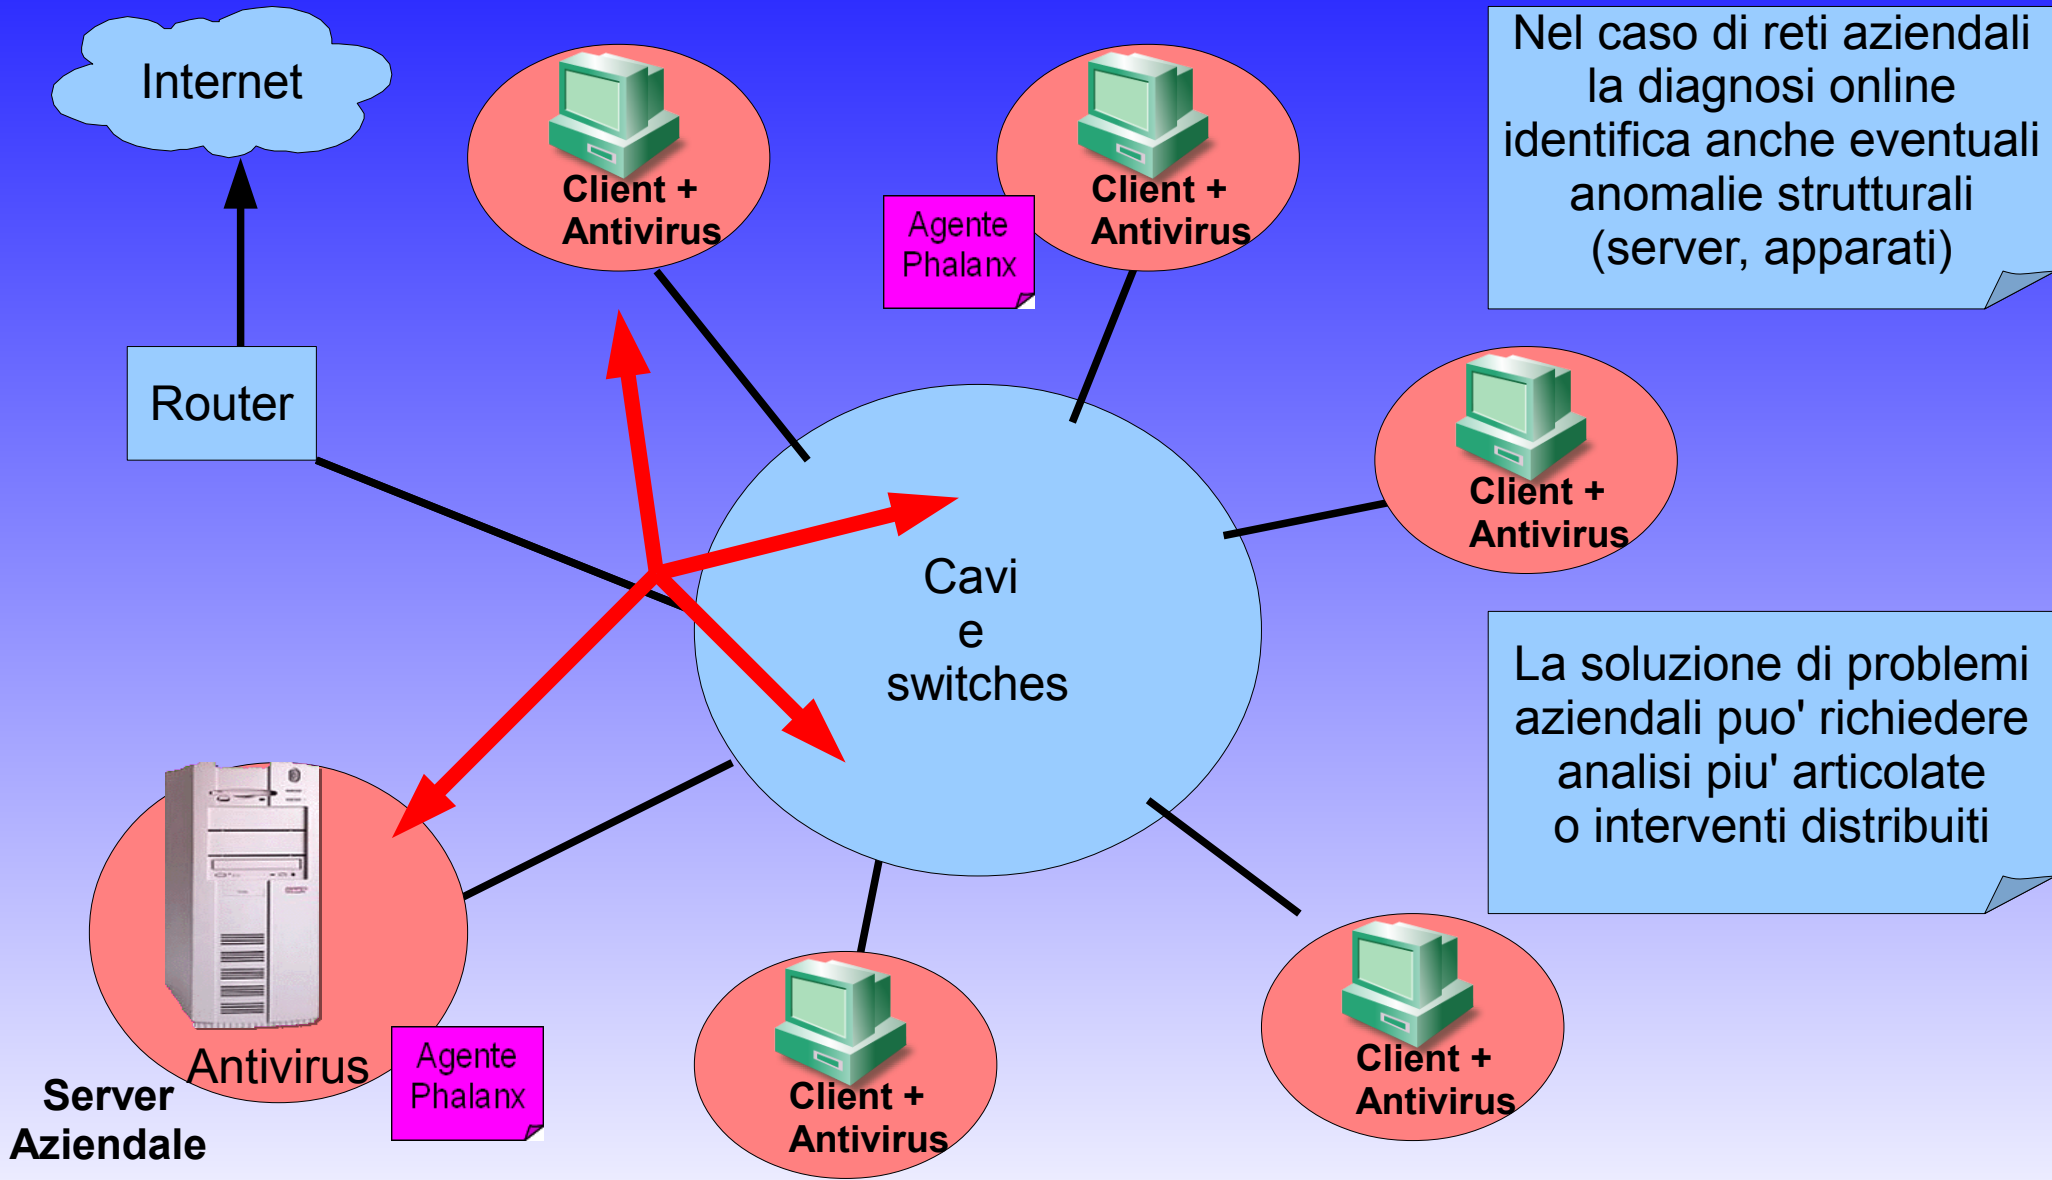 Internet
Client +
Antivirus
Client +
Antivirus
Agente
Phalanx
Nel caso di reti aziendali
la diagnosi online
identifica anche eventuali
anomalie strutturali
(server, apparati)
Router
Client +
Antivirus
Cavi
e
switches
La soluzione di problemi
aziendali puo' richiedere
analisi piu' articolate
o interventi distribuiti
Antivirus
Server
Aziendale
Agente
Phalanx
Client +
Antivirus
Client +
Antivirus